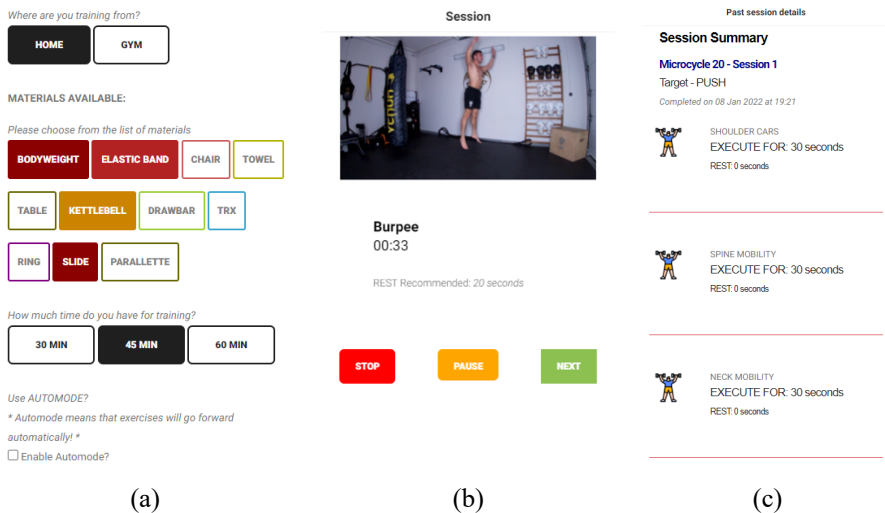 Where are you training from?
HOME GYM
MATERIALS AVAILABLE:
Please choose from the list of materials
BODYWEIGHT ELASTIC BAND CHAIR TOWEL
TABLE KETTLEBELL DRAWBAR TRX
RING SLIDE PARALLETTE
How much time do you have for training?
30 MIN 45 MIN 60 MIN
Use AUTOMODE?
* Automode means that exercises will go forward
automatically! *
Enable Automode?
(a)
Session
VENUM
Burpee
00:33
REST Recommended: 20 seconds
STOP PAUSE NEXT
(b)
Past session details
Session Summary
Microcycle 20 - Session 1
Target - PUSH
Completed on 08 Jan 2022 at 19:21
SHOULDER CARS
EXECUTE FOR: 30 seconds
REST: 0 seconds
SPINE MOBILITY
EXECUTE FOR: 30 seconds
REST: 0 seconds
NECK MOBILITY
EXECUTE FOR: 30 seconds
REST: 0 seconds
(c)